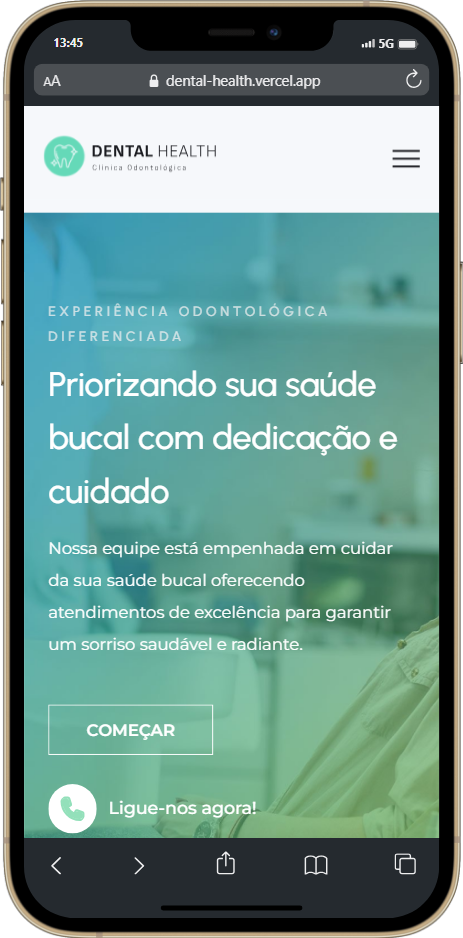 13:45
5G
AA
dental-health.vercel.app
DENTAL HEALTH
Clínica Odontológica
EXPERIÊNCIA ODONTOLÓGICA
DIFERENCIADA
Priorizando sua saúde
bucal com dedicação e
cuidado
Nossa equipe está empenhada em cuidar
da sua saúde bucal oferecendo
atendimentos de excelência para garantir
um sorriso saudável e radiante.
COMEÇAR
Ligue-nos agora!